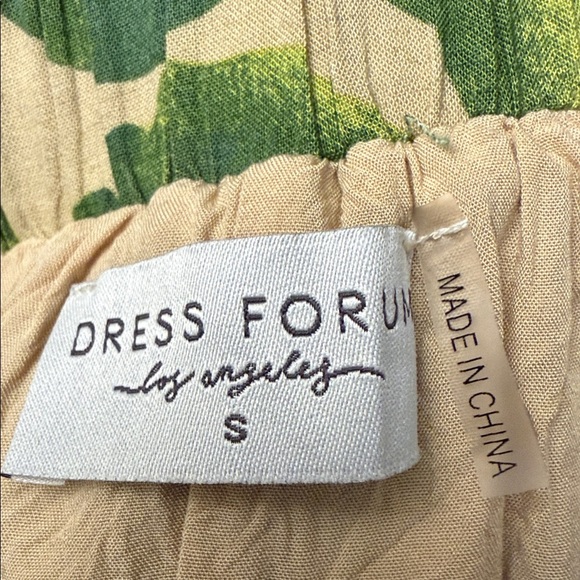 DRESS FORUM
los angeles
S
MADE IN CHINA